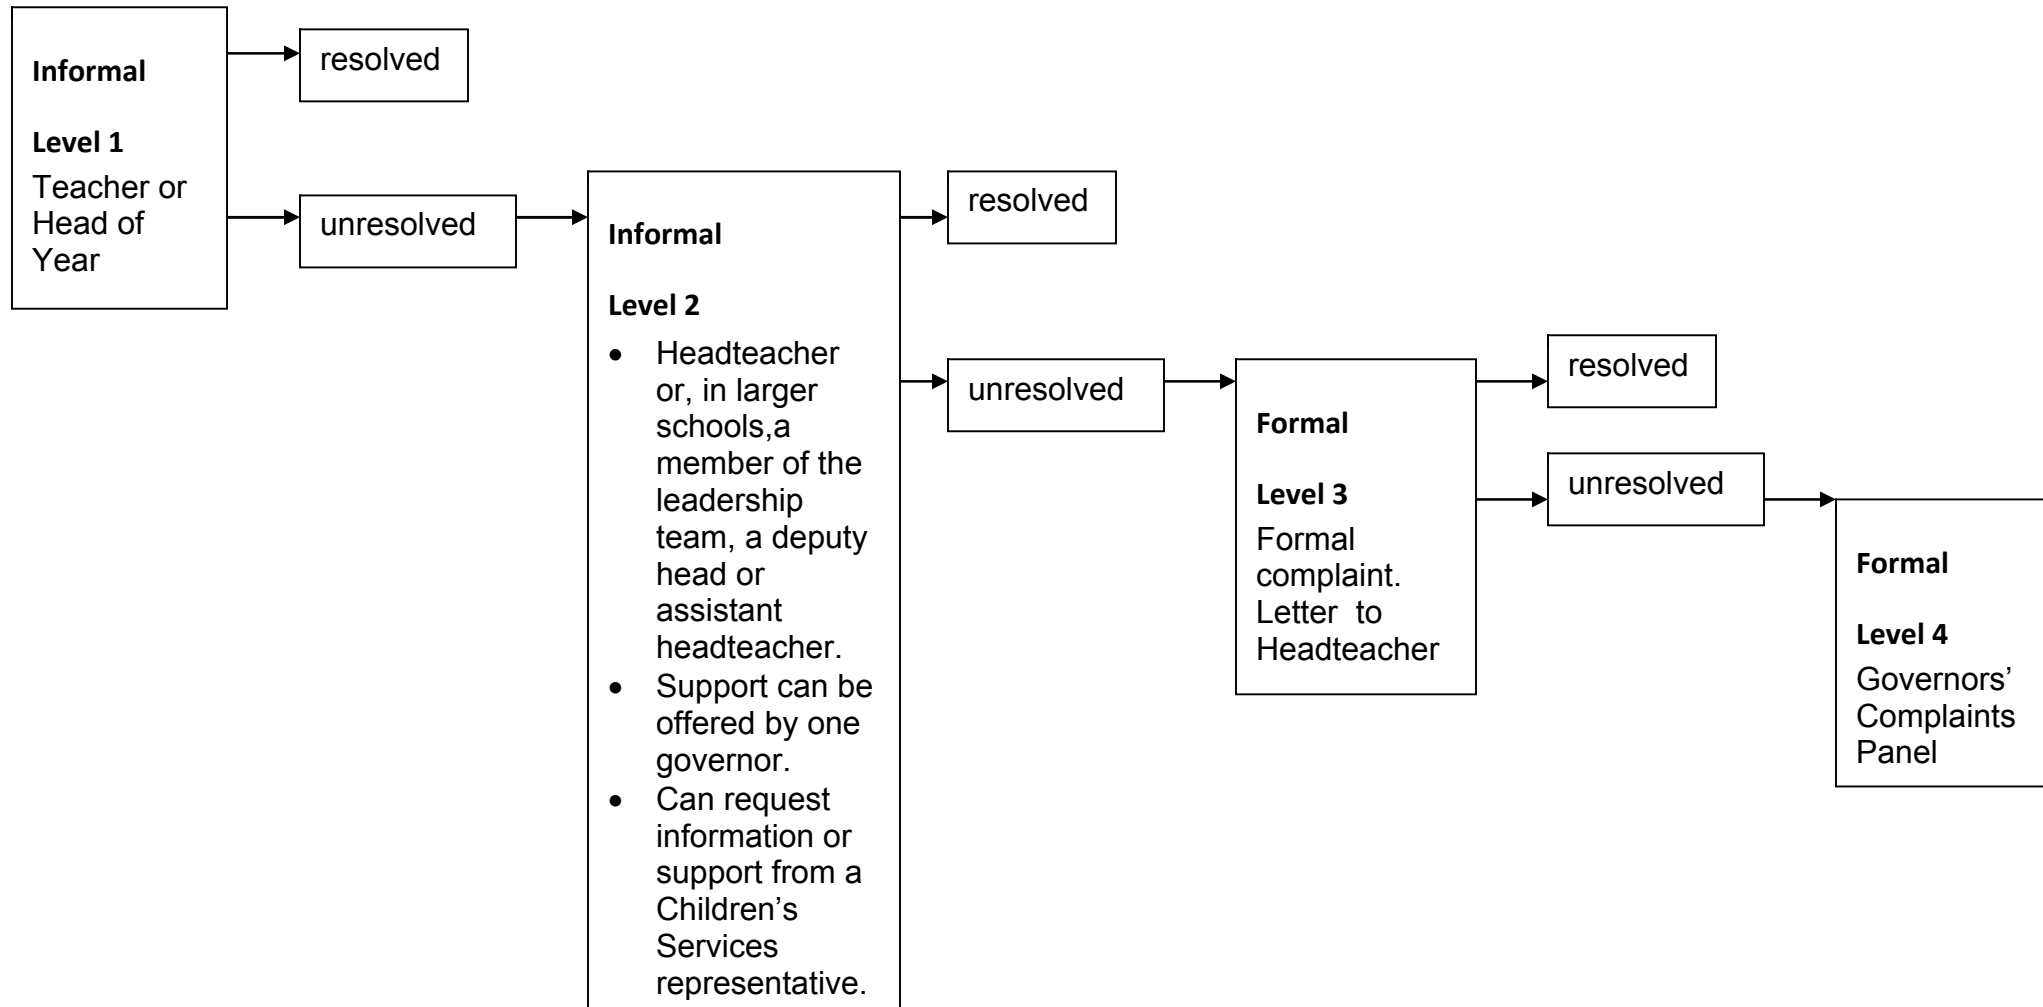 Informal
Level 1
Teacher or
Head of
Year
resolved
unresolved
Informal
Level 2
• Headteacher
or, in larger
schools,a
member of the
leadership
team, a deputy
head or
assistant
headteacher.
• Support can be
offered by one
governor.
• Can request
information or
support from a
Children’s
Services
representative.
resolved
unresolved
Formal
Level 3
Formal
complaint.
Letter  to
Headteacher
resolved
unresolved
Formal
Level 4
Governors’
Complaints
Panel